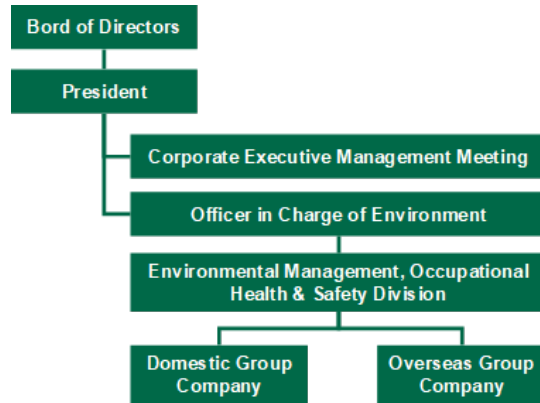 Bord of Directors
President
Corporate Executive Management Meeting
Officer in Charge of Environment
Environmental Management, Occupational
Health & Safety Division
Domestic Group
Company
Overseas Group
Company